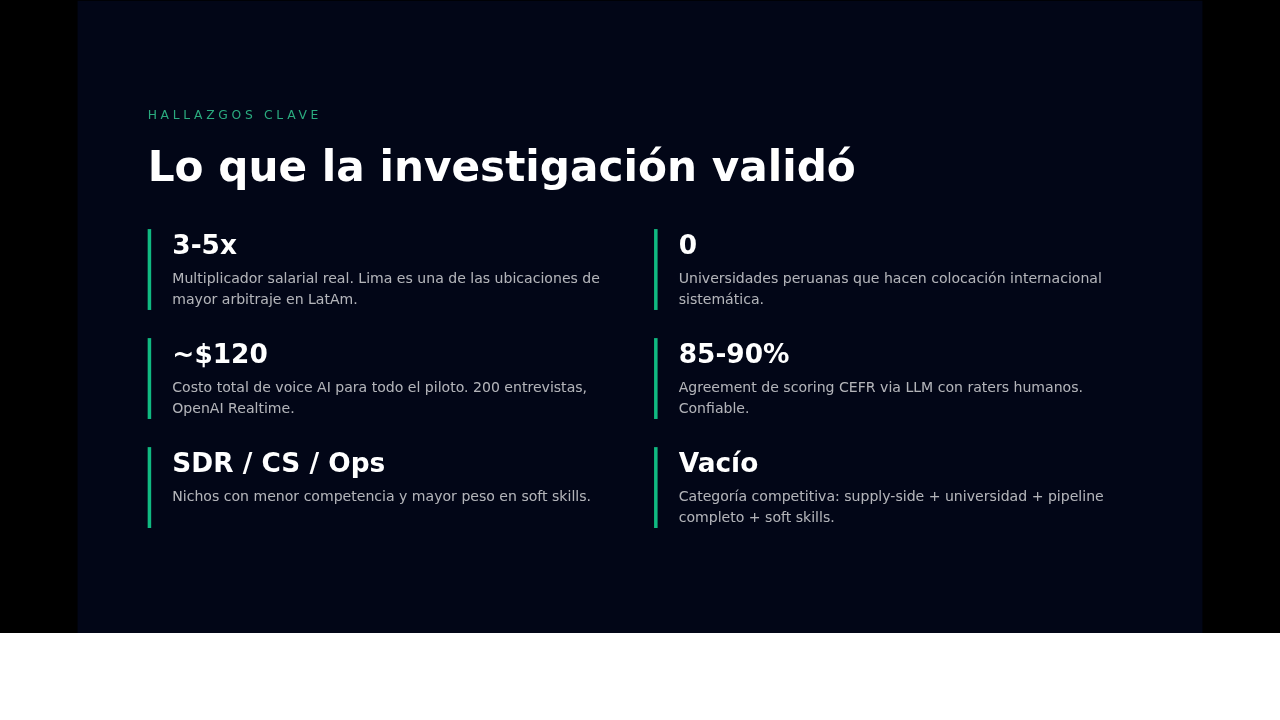 HALLAZGOS CLAVE
Lo que la investigación validó
3-5x
Multiplicador salarial real. Lima es una de las ubicaciones de
mayor arbitraje en LatAm.
0
Universidades peruanas que hacen colocación internacional
sistemática.
~$120
Costo total de voice AI para todo el piloto. 200 entrevistas,
OpenAI Realtime.
85-90%
Agreement de scoring CEFR via LLM con raters humanos.
Confiable.
SDR / CS / Ops
Nichos con menor competencia y mayor peso en soft skills.
Vacío
Categoría competitiva: supply-side + universidad + pipeline
completo + soft skills.